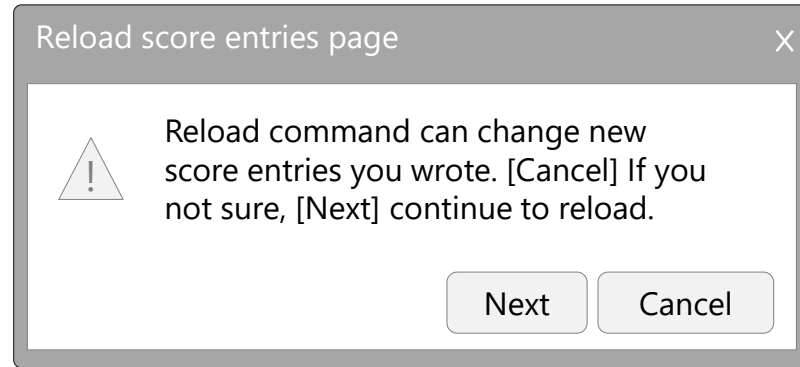 Reload score entries page X
Reload command can change new
score entries you wrote. [Cancel] If you
not sure, [Next] continue to reload.
!
Next Cancel